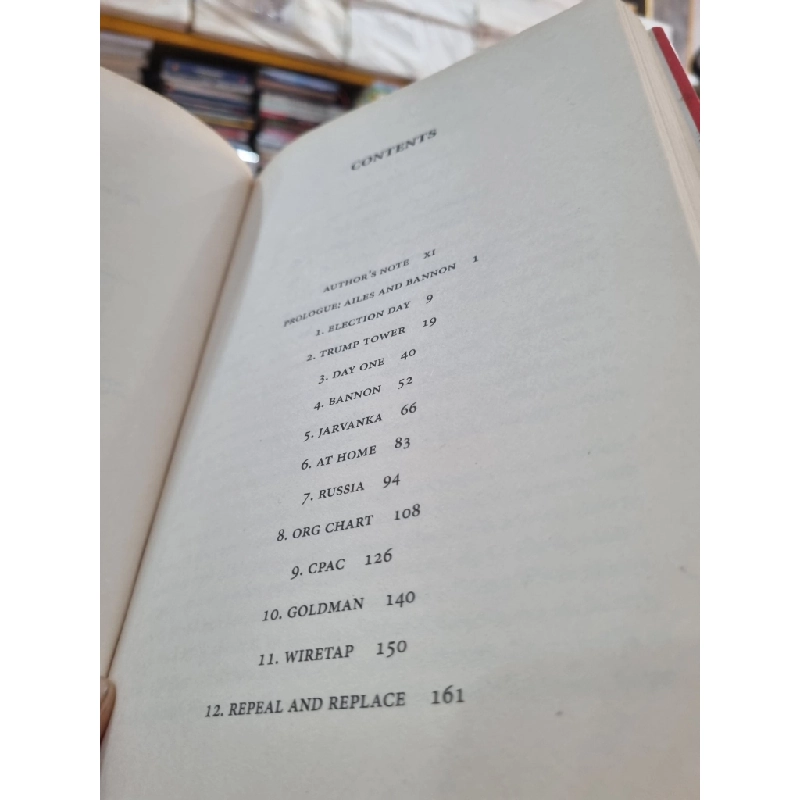 CONTENTS
AUTHOR'S NOTE XI
PROLOGUE: AILES AND BANNON 1
1. ELECTION DAY 9
2. TRUMP TOWER 19
3. DAY ONE 40
4. BANNON 52
5. JARVANKA 66
6. AT HOME 83
7. RUSSIA 94
8. ORG CHART 108
9. CPAC 126
10. GOLDMAN 140
11. WIRETAP 150
12. REPEAL AND REPLACE 161